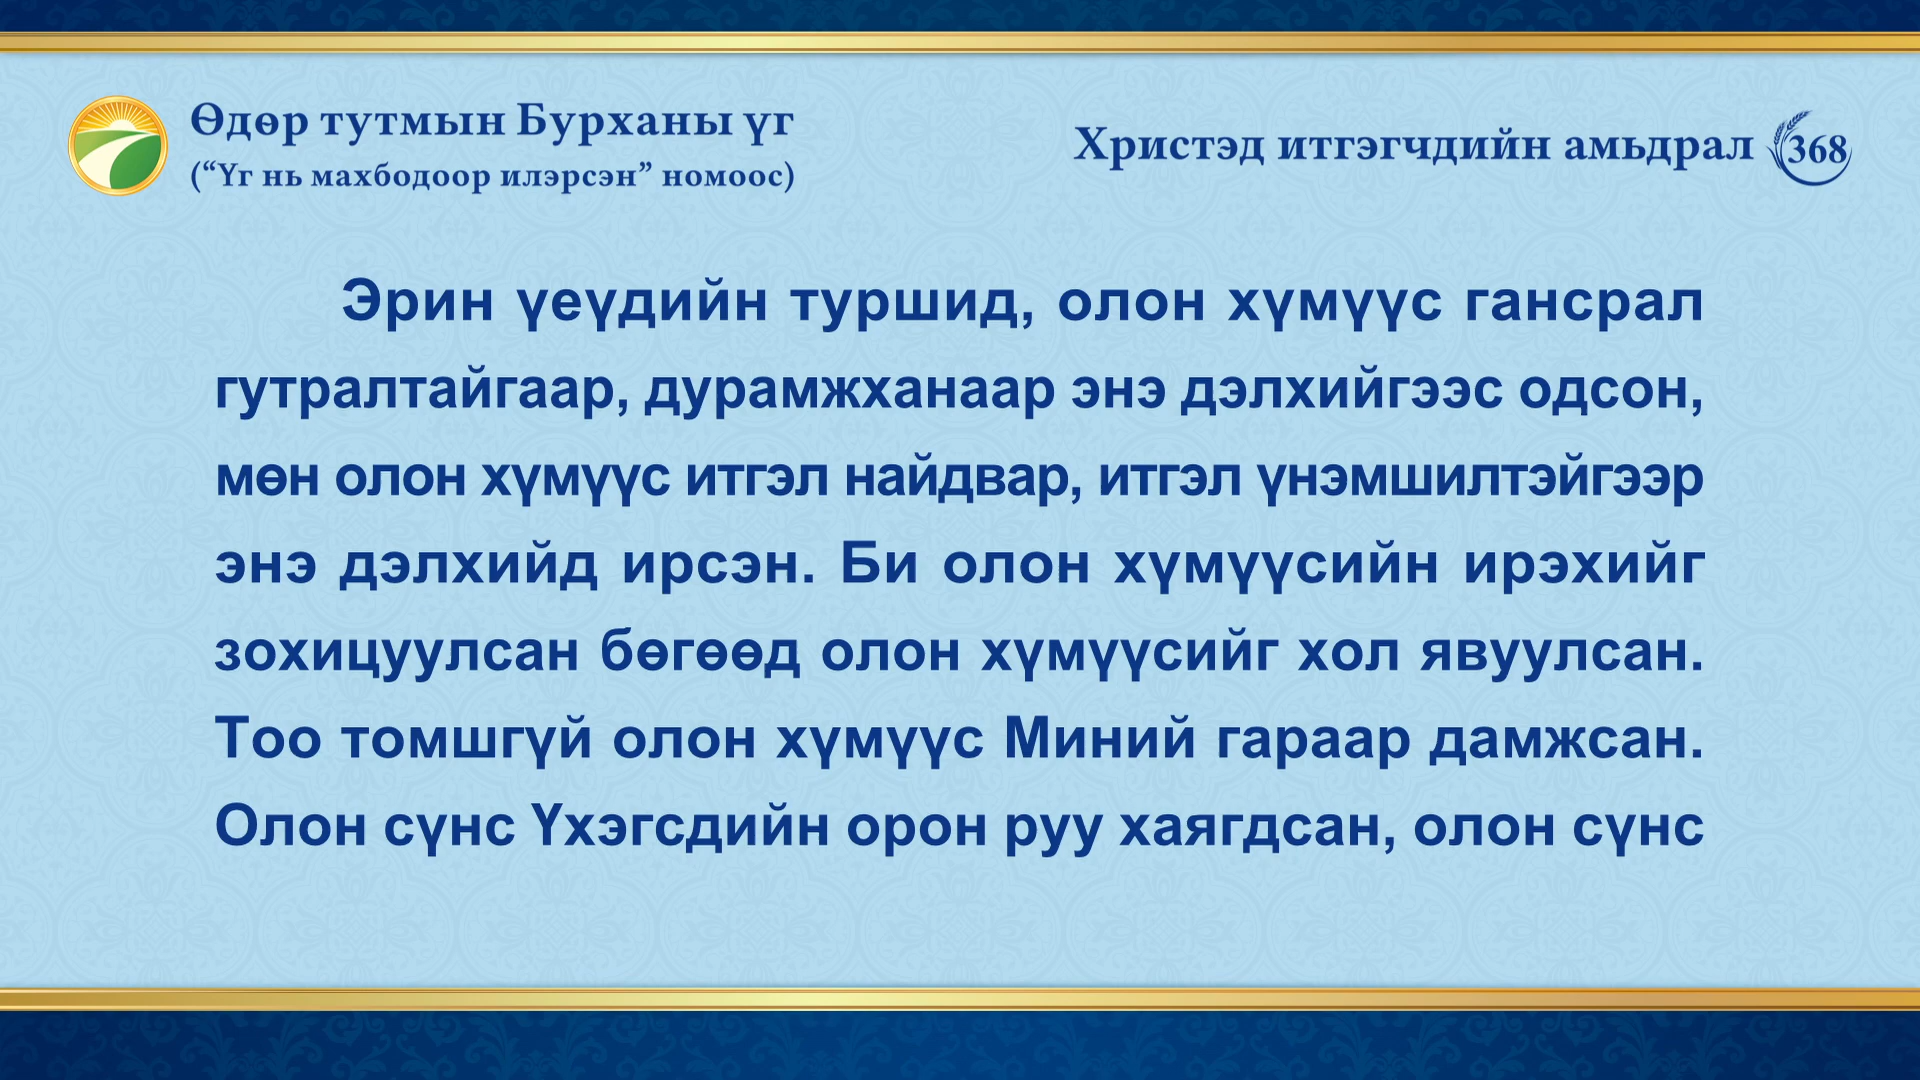 Өдөр тутмын Бурханы үг
(“Үг нь махбодоор илэрсэн” номоос)
Христэд итгэгчдийн амьдрал 368
Эрин үеүдийн туршид, олон хүмүүс гансрал
гутралтайгаар, дурамжханаар энэ дэлхийгээс одсон,
мөн олон хүмүүс итгэл найдвар, итгэл үнэмшилтэйгээр
энэ дэлхийд ирсэн. Би олон хүмүүсийн ирэхийг
зохицуулсан бөгөөд олон хүмүүсийг хол явуулсан.
Тоо томшгүй олон хүмүүс Миний гараар дамжсан.
Олон сүнс Үхэгсдийн орон руу хаягдсан, олон сүнс